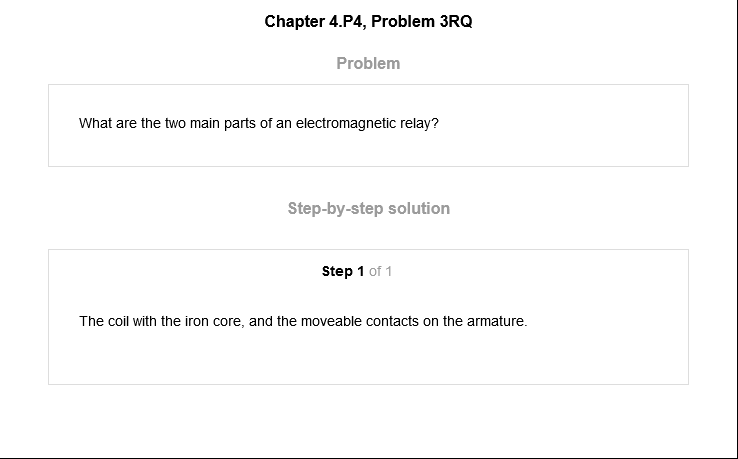 Chapter 4.P4, Problem 3RQ
Problem
What are the two main parts of an electromagnetic relay?
Step-by-step solution
Step 1 of 1
The coil with the iron core, and the moveable contacts on the armature.